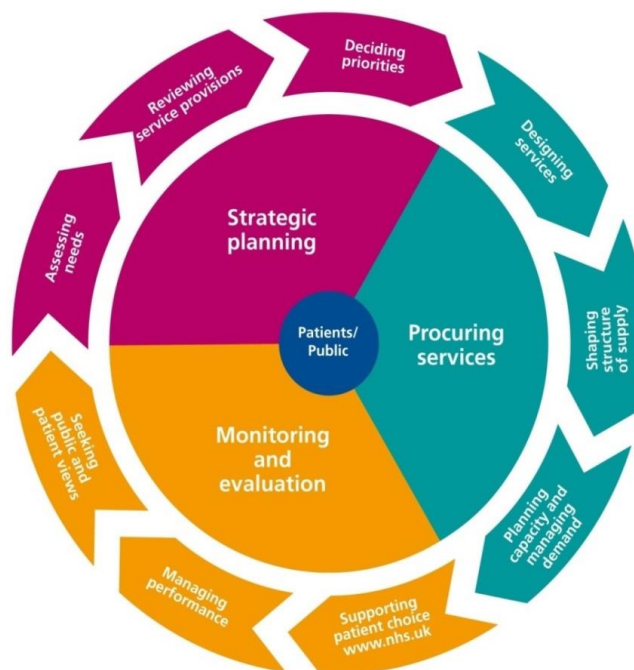 Deciding
priorities
Designing
services
Shaping
structure
of supply
Planning
capacity and
managing
demand
Supporting
patient choice
www.nhs.uk
Managing
performance
Seeking
public and
patient views
Assessing
needs
Reviewing
service provisions
Strategic
planning
Procuring
services
Monitoring
and
evaluation
Patients/
Public